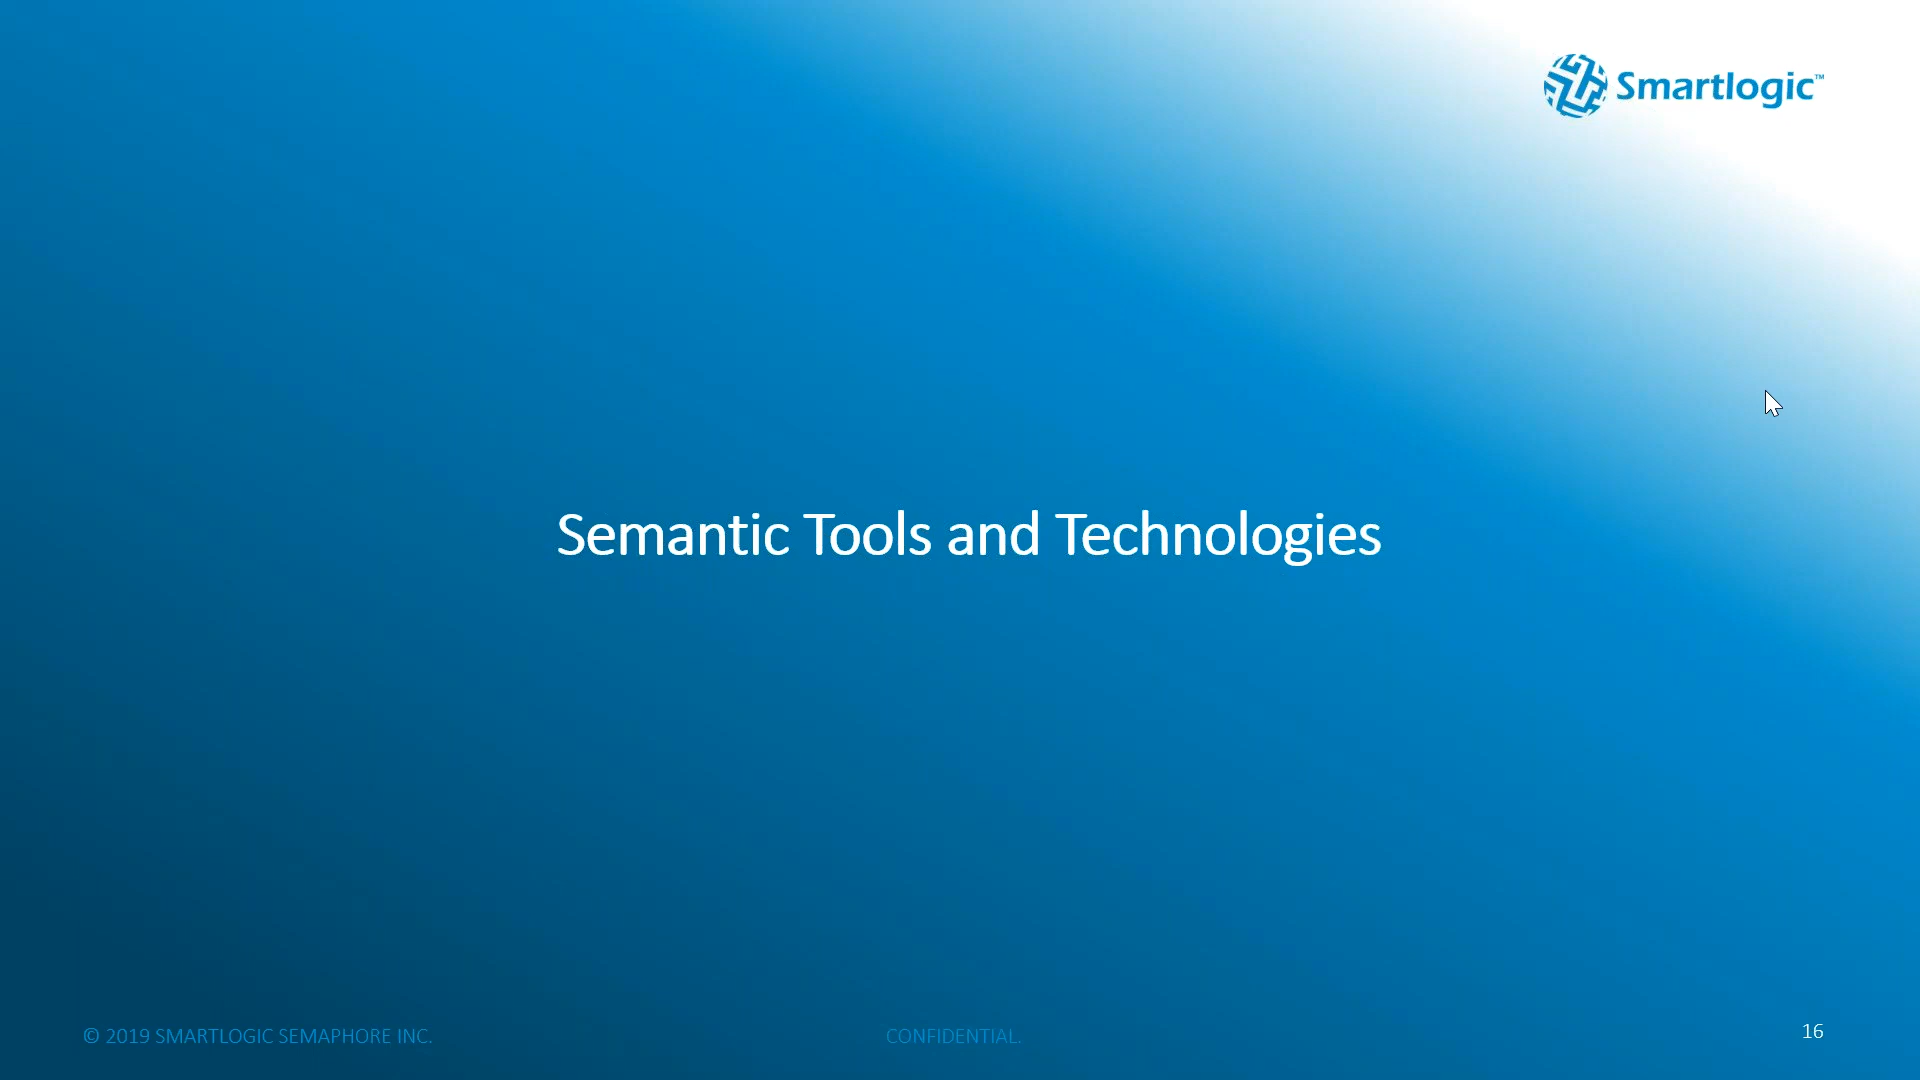 Smartlogic™
Semantic Tools and Technologies
© 2019 SMARTLOGIC SEMAPHORE INC.
CONFIDENTIAL.
16